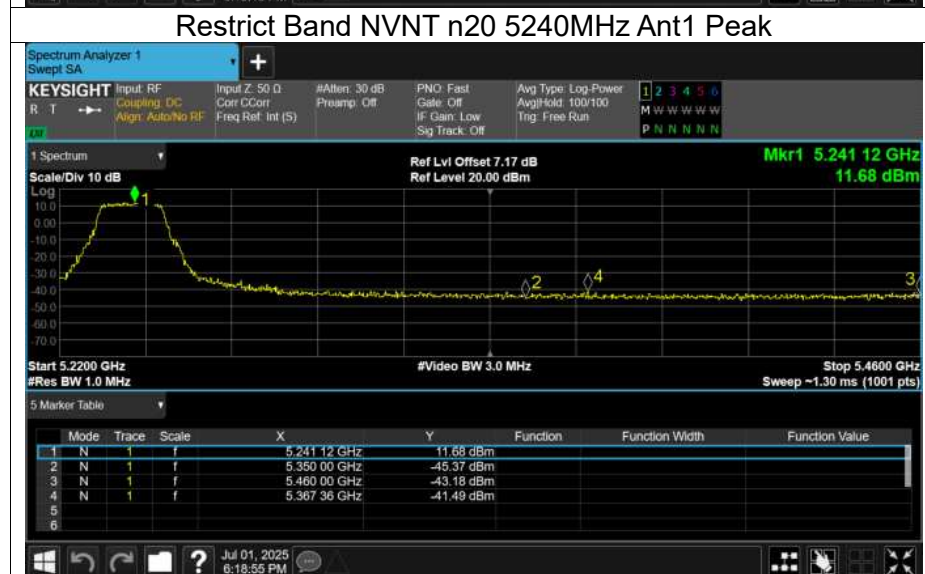 Restrict Band NVNT n20 5240MHz Ant1 Peak
Spectrum Analyzer 1
Swept SA
+
KEYSIGHT Input: RF Input Z: 50 Ω #Atten: 30 dB PNO: Fast Avg Type: Log-Power 1 2 3 4 5 6
R T Coupling: DC Corr CCorr Preamp: Off Gate: Off Avg|Hold: 100/100 M W W W W W
Align: Auto/No RF Freq Ref: Int (S) IF Gain: Low Trig: Free Run P N N N N N
Sig Track: Off
1 Spectrum Ref Lvl Offset 7.17 dB Mkr1 5.241 12 GHz
Scale/Div 10 dB Ref Level 20.00 dBm 11.68 dBm
Log
1
10.0
0.00
-10.0
-20.0
-30.0
2 4 3
-40.0
-50.0
-60.0
-70.0
Start 5.2200 GHz #Video BW 3.0 MHz Stop 5.4600 GHz
#Res BW 1.0 MHz Sweep ~1.30 ms (1001 pts)
5 Marker Table
Mode Trace Scale X Y Function Function Width Function Value
1 N 1 f 5.241 12 GHz 11.68 dBm
2 N 1 f 5.350 00 GHz -45.37 dBm
3 N 1 f 5.460 00 GHz -43.18 dBm
4 N 1 f 5.367 36 GHz -41.49 dBm
5
6
? Jul 01, 2025
6:18:55 PM